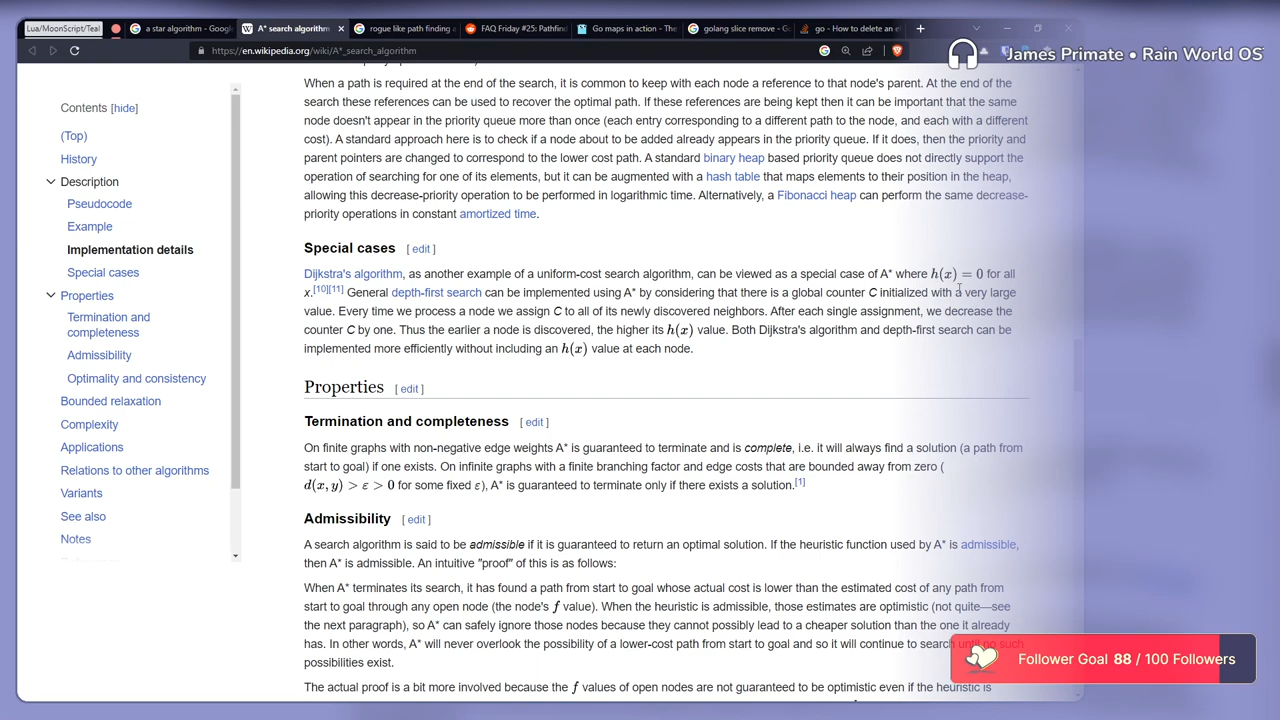 Lua/MoonScript/Teal
a star algorithm - Google
A* search algorithm
rogue like path finding a
FAQ Friday #25: Pathfind
Go maps in action - The
golang slice remove - Go
go - How to delete an el
https://en.wikipedia.org/wiki/A*_search_algorithm
James Primate • Rain World OS
Contents [hide]
(Top)
History
Description
Pseudocode
Example
Implementation details
Special cases
Properties
Termination and
completeness
Admissibility
Optimality and consistency
Bounded relaxation
Complexity
Applications
Relations to other algorithms
Variants
See also
Notes
When a path is required at the end of the search, it is common to keep with each node a reference to that node's parent. At the end of
the search these references can be used to recover the optimal path. If these references are being kept then it can be important that the same
node doesn't appear in the priority queue more than once (each entry corresponding to a different path to the node, and each with a different
cost). A standard approach here is to check if a node about to be added already appears in the priority queue. If it does, then the priority and
parent pointers are changed to correspond to the lower cost path. A standard binary heap based priority queue does not directly support the
operation of searching for one of its elements, but it can be augmented with a hash table that maps elements to their position in the heap,
allowing this decrease-priority operation to be performed in logarithmic time. Alternatively, a Fibonacci heap can perform the same decrease-
priority operations in constant amortized time.
Special cases [ edit ]
Dijkstra's algorithm, as another example of a uniform-cost search algorithm, can be viewed as a special case of A* where h(x) = 0 for all
x.[10][11] General depth-first search can be implemented using A* by considering that there is a global counter C initialized with a very large
value. Every time we process a node we assign C to all of its newly discovered neighbors. After each single assignment, we decrease the
counter C by one. Thus the earlier a node is discovered, the higher its h(x) value. Both Dijkstra's algorithm and depth-first search can be
implemented more efficiently without including an h(x) value at each node.
Properties [ edit ]
Termination and completeness [ edit ]
On finite graphs with non-negative edge weights A* is guaranteed to terminate and is complete, i.e. it will always find a solution (a path from
start to goal) if one exists. On infinite graphs with a finite branching factor and edge costs that are bounded away from zero (
d(x, y) > ε > 0 for some fixed ε), A* is guaranteed to terminate only if there exists a solution.[1]
Admissibility [ edit ]
A search algorithm is said to be admissible if it is guaranteed to return an optimal solution. If the heuristic function used by A* is admissible,
then A* is admissible. An intuitive "proof" of this is as follows:
When A* terminates its search, it has found a path from start to goal whose actual cost is lower than the estimated cost of any path from
start to goal through any open node (the node's f value). When the heuristic is admissible, those estimates are optimistic (not quite—see
the next paragraph), so A* can safely ignore those nodes because they cannot possibly lead to a cheaper solution than the one it already
has. In other words, A* will never overlook the possibility of a lower-cost path from start to goal and so it will continue to search until no such
possibilities exist.
The actual proof is a bit more involved because the f values of open nodes are not guaranteed to be optimistic even if the heuristic is
Follower Goal 88 / 100 Followers